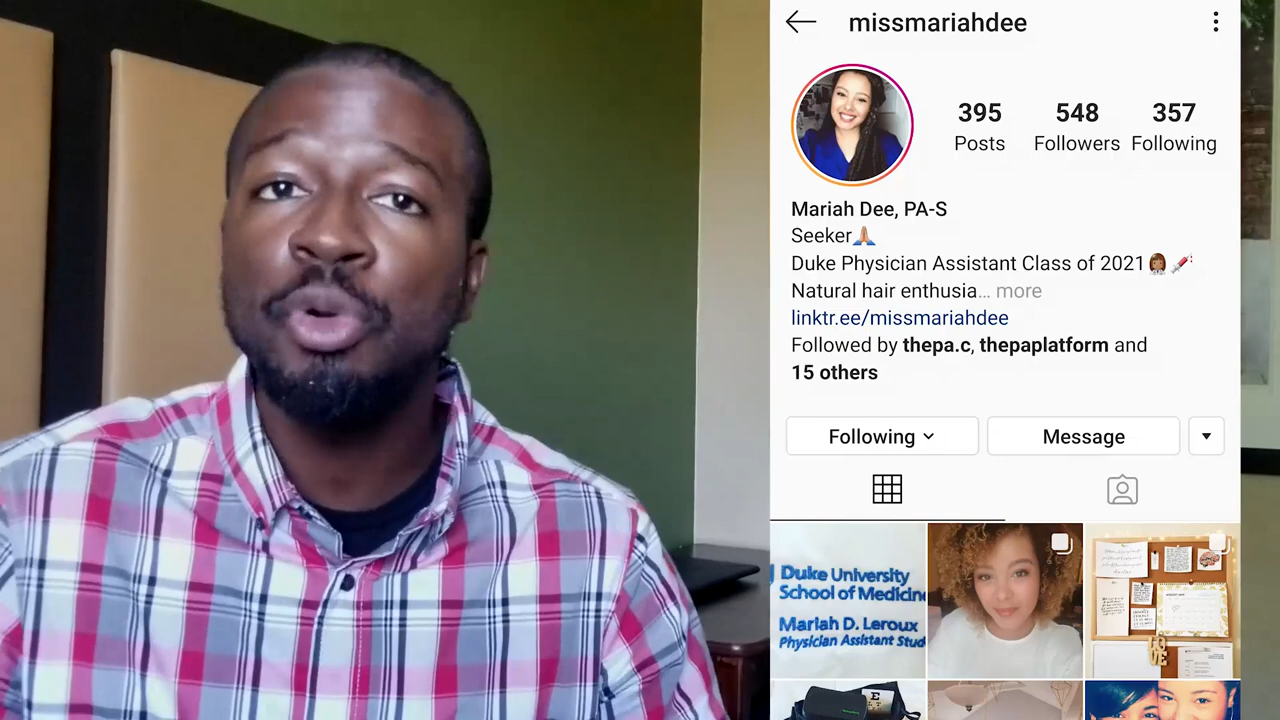 missmariahdee
395 548 357
Posts Followers Following
Mariah Dee, PA-S
Seeker🙏🏽
Duke Physician Assistant Class of 2021👩🏽‍⚕️💉
Natural hair enthusia... more
linktr.ee/missmariahdee
Followed by thepa.c, thepaplatform and
15 others
Following Message
Duke University
School of Medicine
Mariah D. Leroux
Physician Assistant Stud